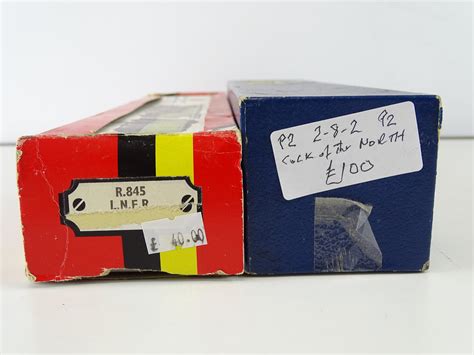 R.845
L.N.E.R
£ 40.00
P2 2-8-2 P2
Cock of the NORTH
£100